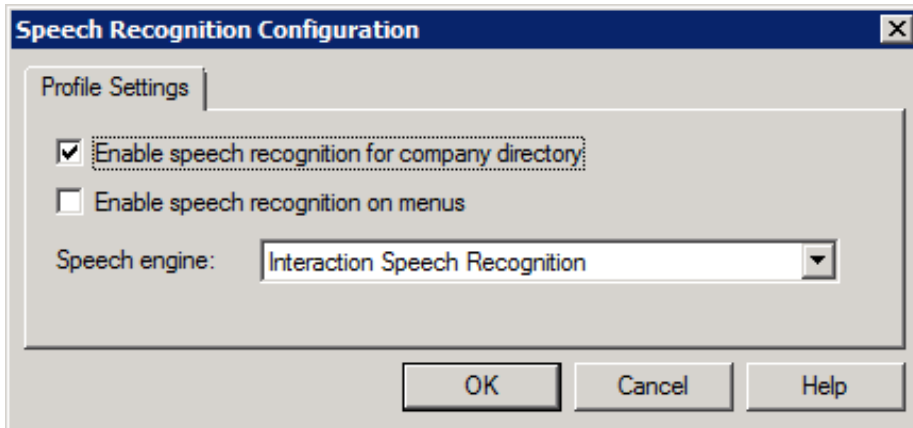 Speech Recognition Configuration
Profile Settings
Enable speech recognition for company directory
Enable speech recognition on menus
Speech engine: Interaction Speech Recognition
OK Cancel Help